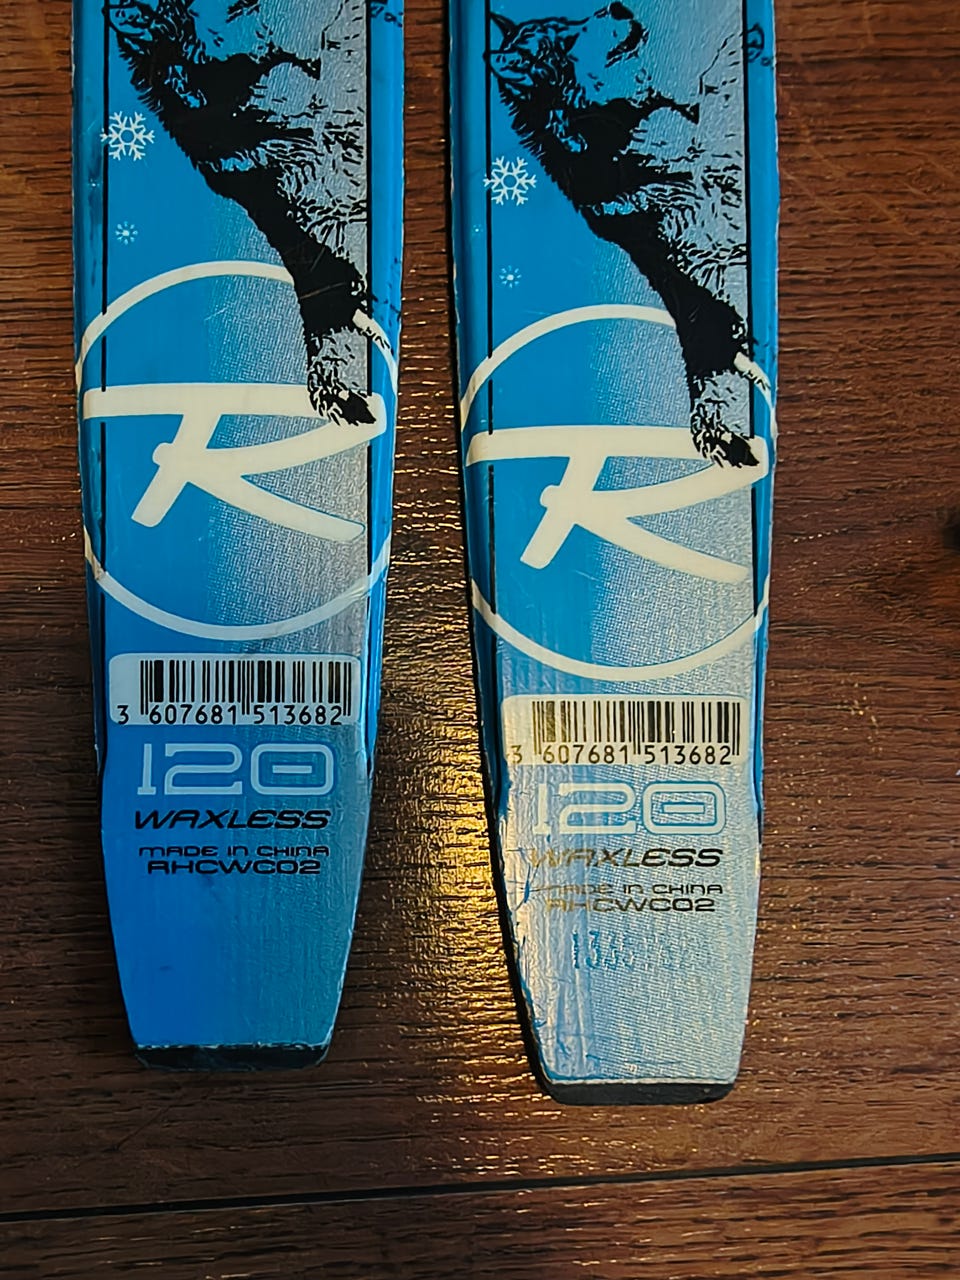 R
3 607681 513682
120
WAXLESS
MADE IN CHINA
RHCWC02
R
3 607681 513682
120
WAXLESS
MADE IN CHINA
RHCWC02